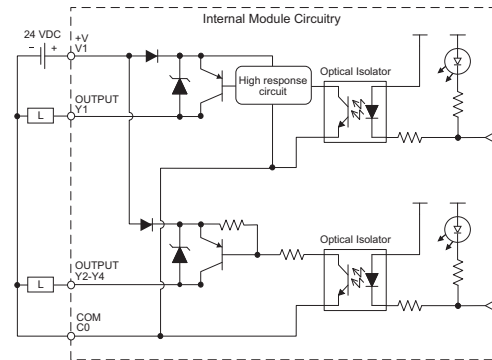 Internal Module Circuitry
24 VDC
− +
+V
V1
High response
circuit
Optical Isolator
OUTPUT
Y1
L
Optical Isolator
OUTPUT
Y2-Y4
L
COM
C0